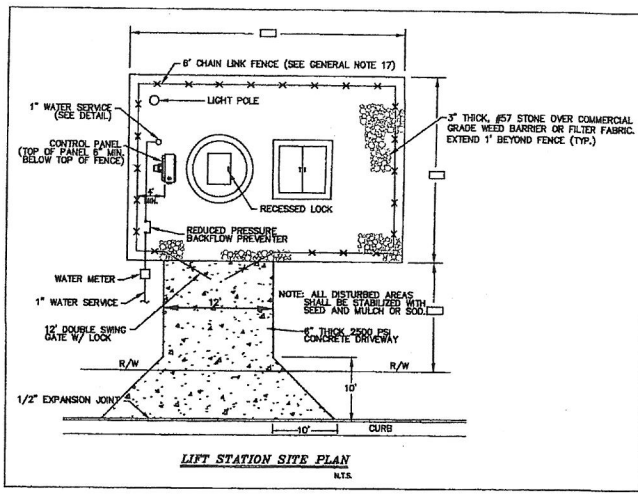 6' CHAIN LINK FENCE (SEE GENERAL NOTE 17)
LIGHT POLE
1" WATER SERVICE
(SEE DETAIL)
3" THICK, #57 STONE OVER COMMERCIAL
GRADE WEED BARRIER OR FILTER FABRIC.
EXTEND 1' BEYOND FENCE (TYP.)
CONTROL PANEL
(TOP OF PANEL 6" MIN.
BELOW TOP OF FENCE)
4'
MIN.
RECESSED LOCK
REDUCED PRESSURE
BACKFLOW PREVENTER
WATER METER
1" WATER SERVICE
12'
NOTE: ALL DISTURBED AREAS
SHALL BE STABILIZED WITH
SEED AND MULCH OR SOD.
12' DOUBLE SWING
GATE W/ LOCK
6" THICK 2500 PSI
CONCRETE DRIVEWAY
R/W
R/W
10'
1/2" EXPANSION JOINT
10'
CURB
LIFT STATION SITE PLAN
N.T.S.